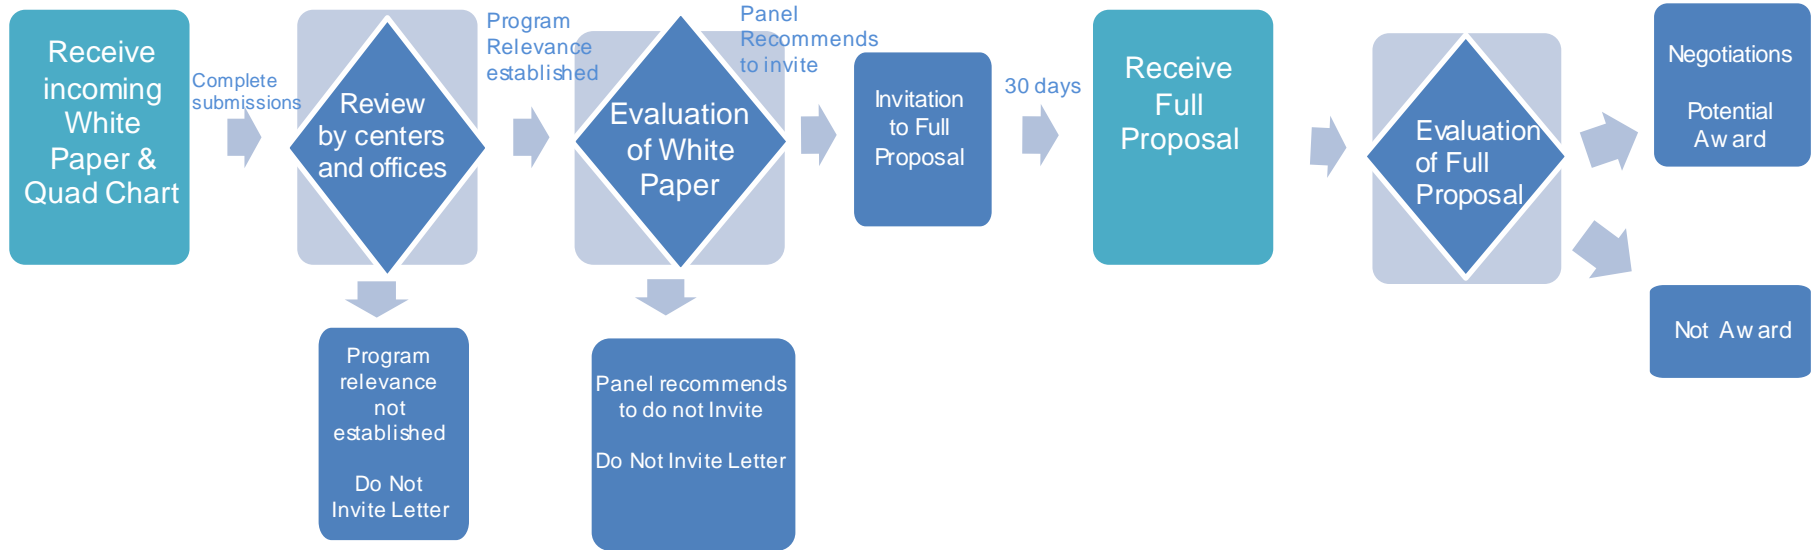 Receive
incoming
White
Paper &
Quad Chart
Complete
submissions
Review
by centers
and offices
Program
relevance
not
established
Do Not
Invite Letter
Program
Relevance
established
Evaluation
of White
Paper
Panel recommends
to do not Invite
Do Not Invite Letter
Panel
Recommends
to invite
Invitation
to Full
Proposal
30 days
Receive
Full
Proposal
Evaluation
of Full
Proposal
Negotiations
Potential
Award
Not Award